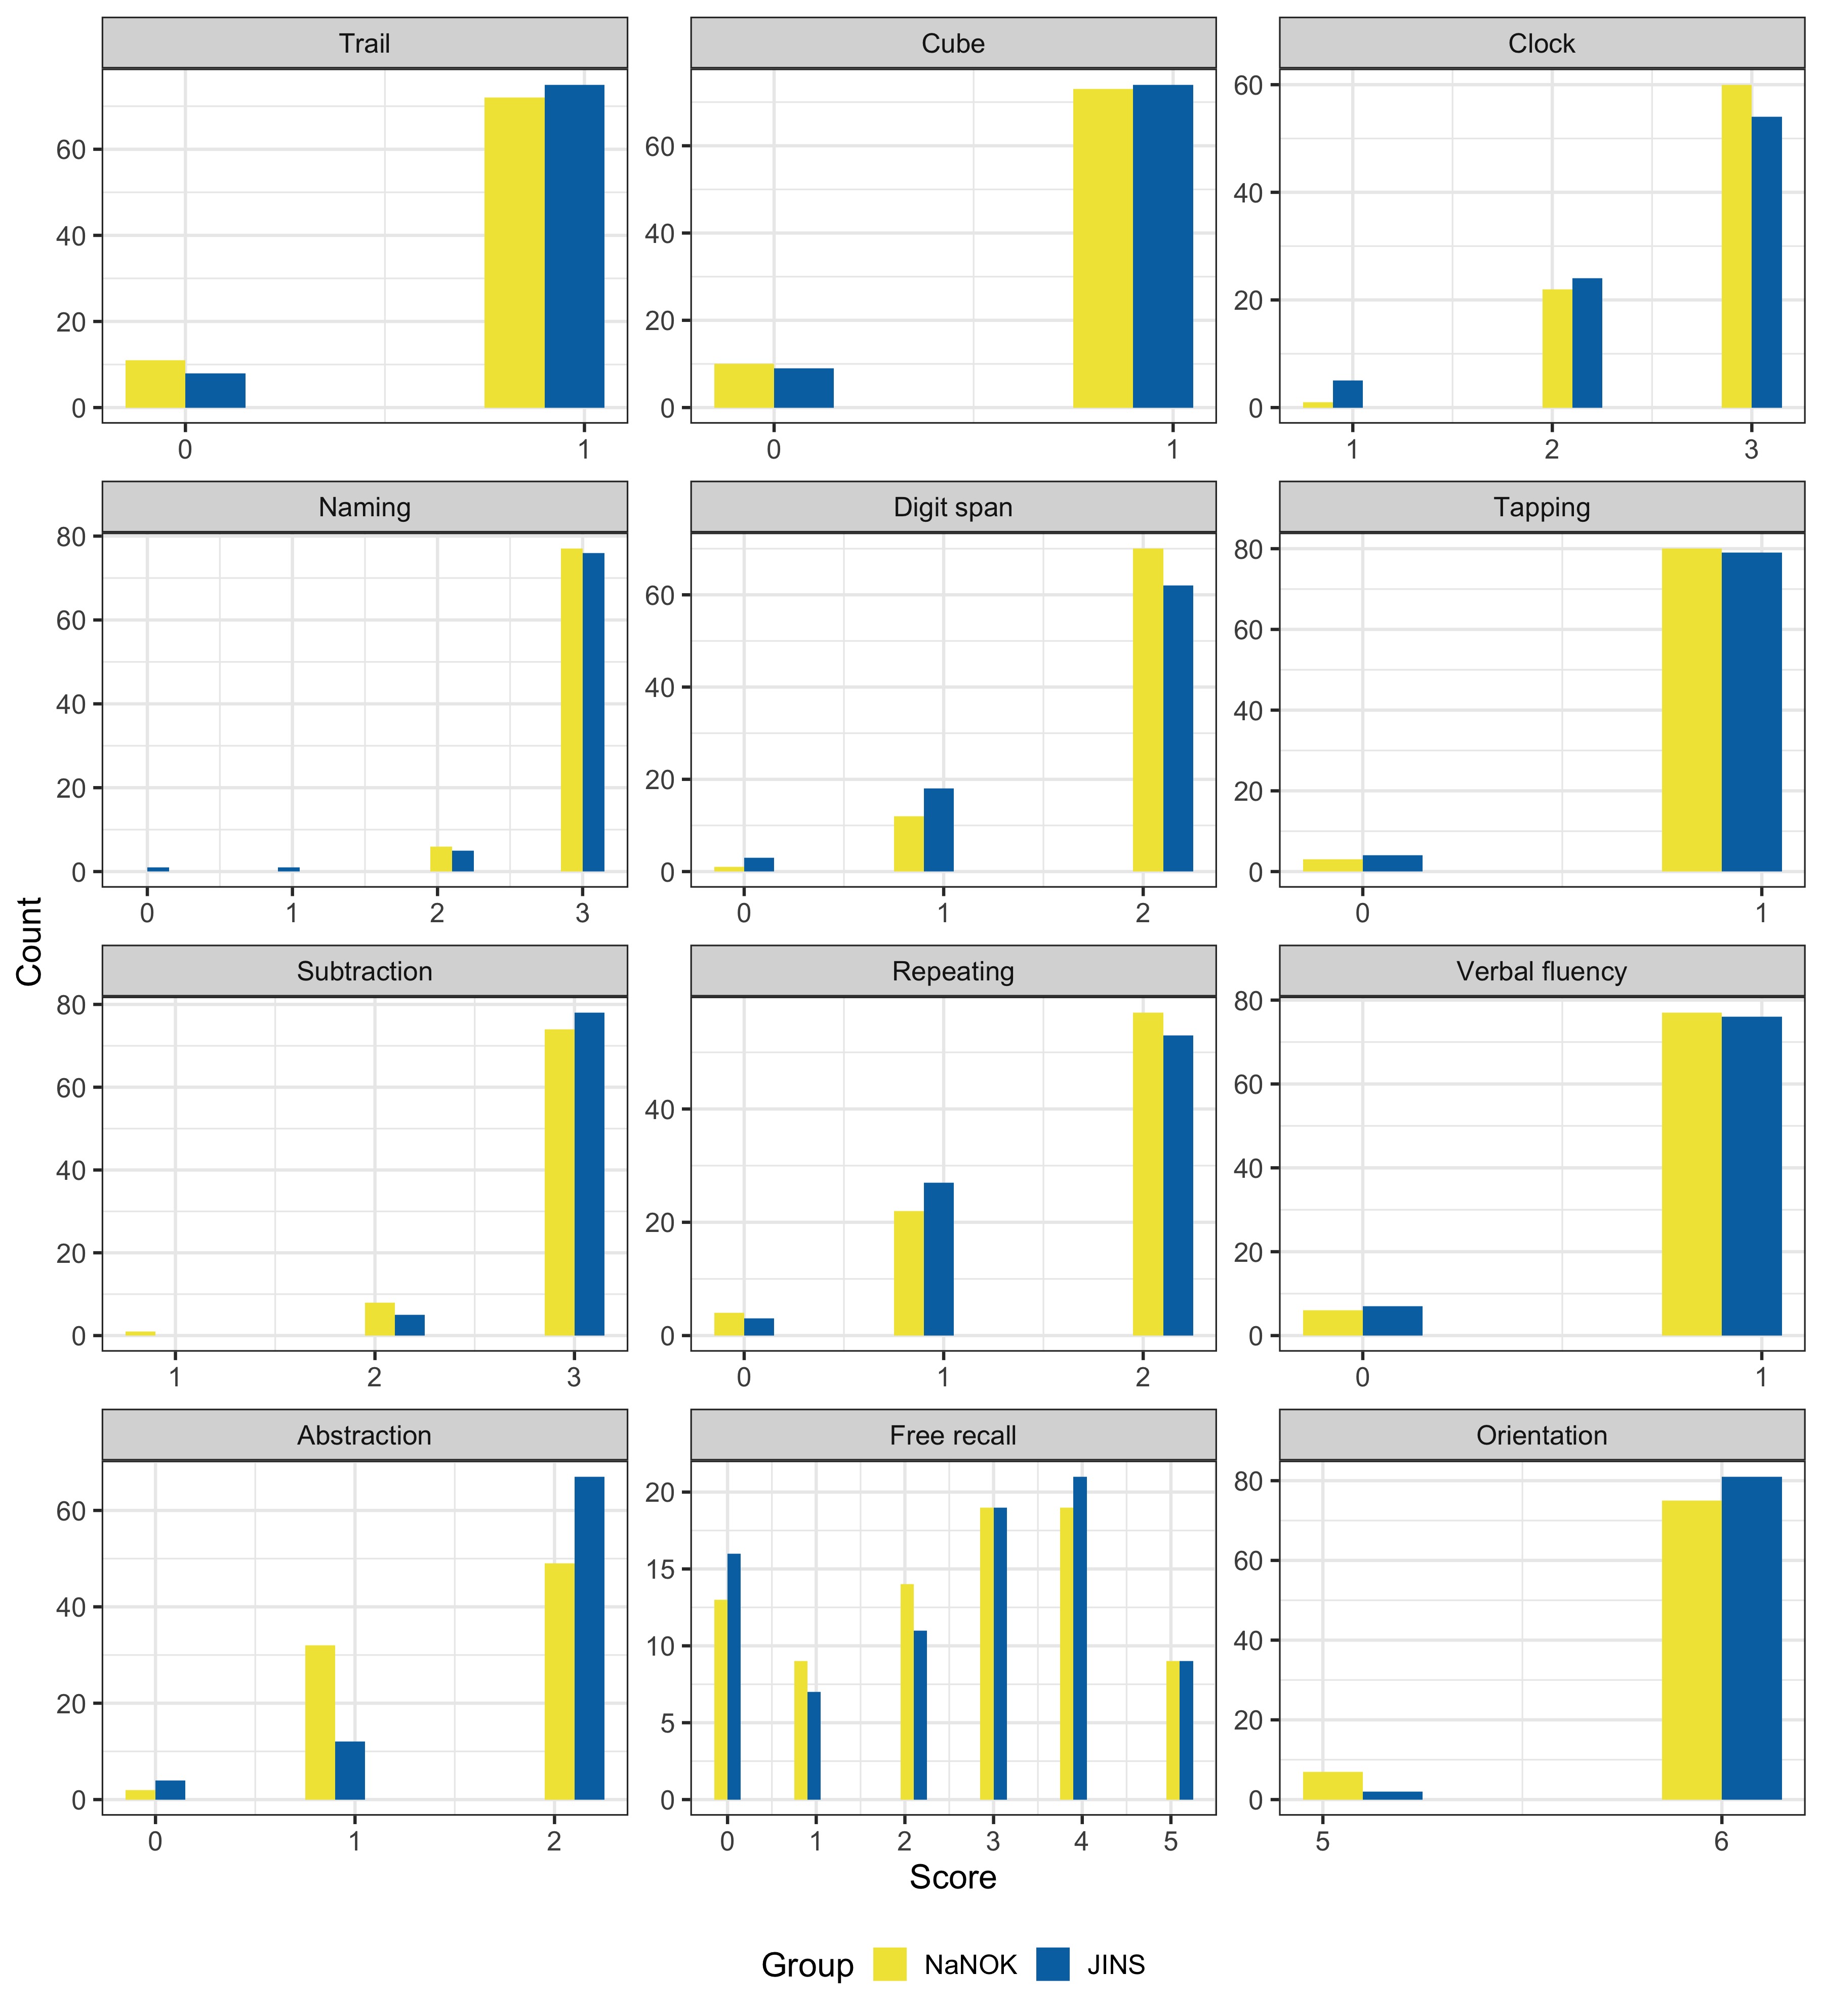 Trail
Cube
Clock
60
40
20
0
0 1
60
40
20
0
0 1
60
40
20
0
1 2 3
Naming
Digit span
Tapping
80
60
40
20
0
0 1 2 3
60
40
20
0
0 1 2
80
60
40
20
0
0 1
Count
Subtraction
Repeating
Verbal fluency
80
60
40
20
0
1 2 3
40
20
0
0 1 2
80
60
40
20
0
0 1
Abstraction
Free recall
Orientation
60
40
20
0
0 1 2
20
15
10
5
0
0 1 2 3 4 5
80
60
40
20
0
5 6
Score
Group NaNOK JINS